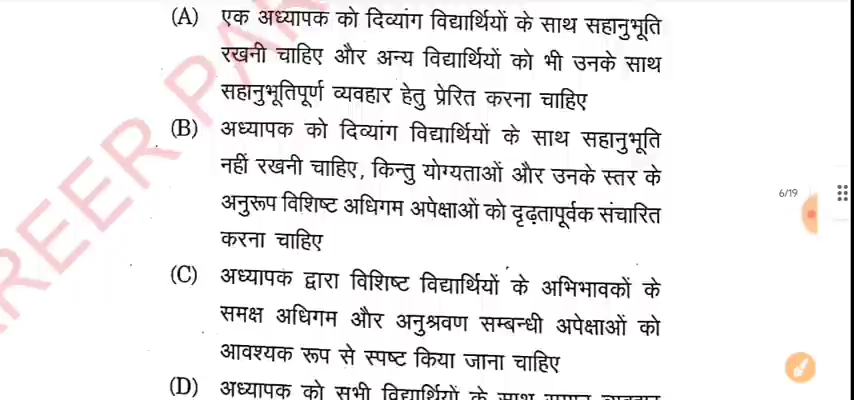 (A) एक अध्यापक को दिव्यांग विद्यार्थियों के साथ सहानुभूति
रखनी चाहिए और अन्य विद्यार्थियों को भी उनके साथ
सहानुभूतिपूर्ण व्यवहार हेतु प्रेरित करना चाहिए
(B) अध्यापक को दिव्यांग विद्यार्थियों के साथ सहानुभूति
नहीं रखनी चाहिए, किन्तु योग्यताओं और उनके स्तर के
अनुरूप विशिष्ट अधिगम अपेक्षाओं को दृढ़तापूर्वक संचारित
करना चाहिए
(C) अध्यापक द्वारा विशिष्ट विद्यार्थियों के अभिभावकों के
समक्ष अधिगम और अनुश्रवण सम्बन्धी अपेक्षाओं को
आवश्यक रूप से स्पष्ट किया जाना चाहिए
(D) अध्यापक को सभी विद्यार्थियों के साथ समान व्यवहार
6/19